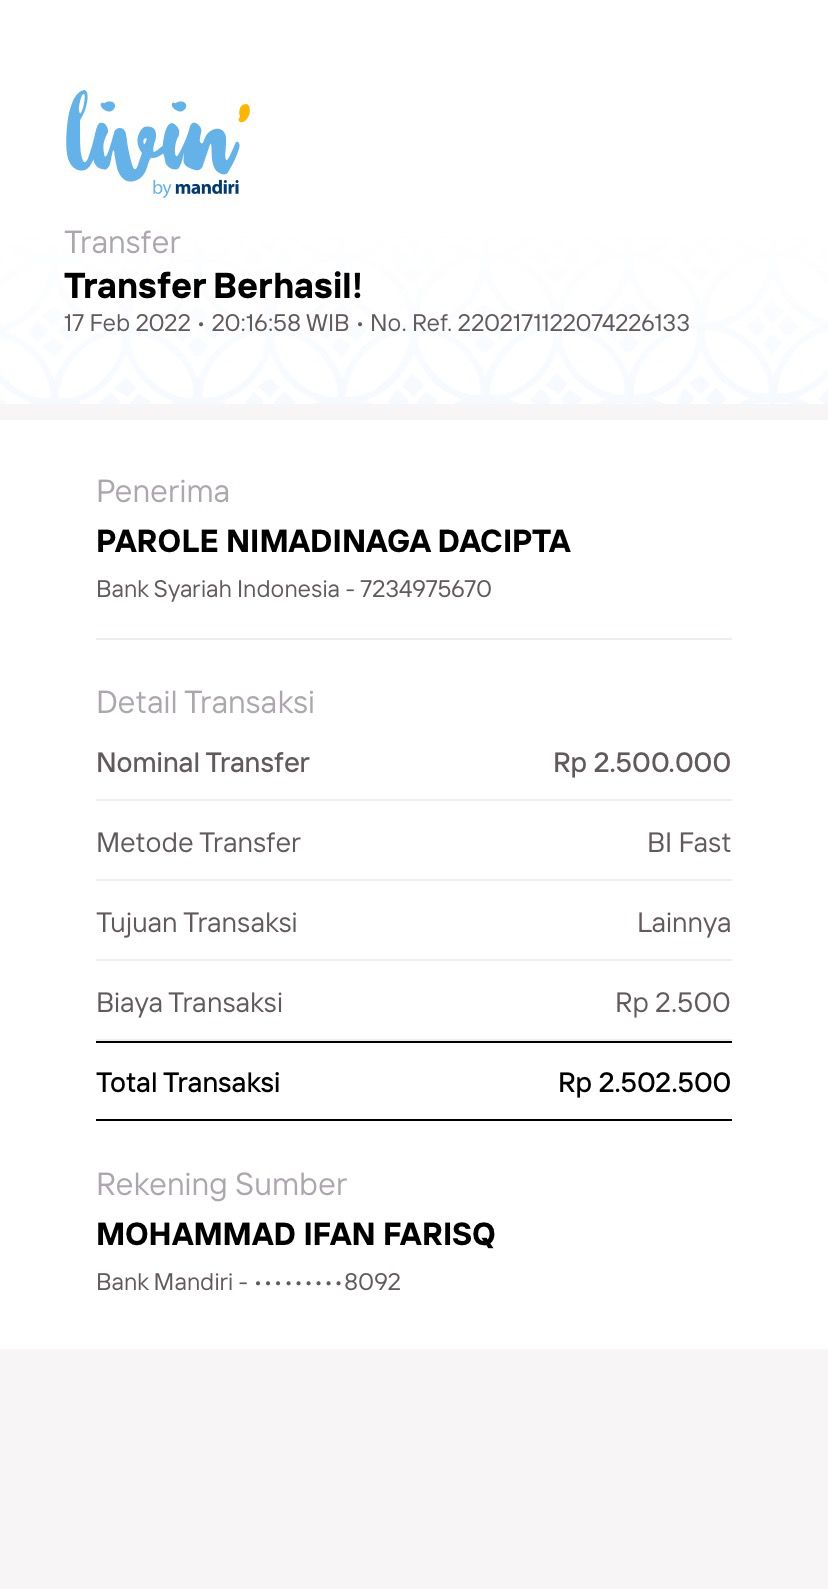 livin'
by mandiri
Transfer
Transfer Berhasil!
17 Feb 2022 • 20:16:58 WIB • No. Ref. 2202171122074226133
Penerima
PAROLE NIMADINAGA DACIPTA
Bank Syariah Indonesia - 7234975670
Detail Transaksi
Nominal Transfer Rp 2.500.000
Metode Transfer BI Fast
Tujuan Transaksi Lainnya
Biaya Transaksi Rp 2.500
Total Transaksi Rp 2.502.500
Rekening Sumber
MOHAMMAD IFAN FARISQ
Bank Mandiri - •••••••••8092